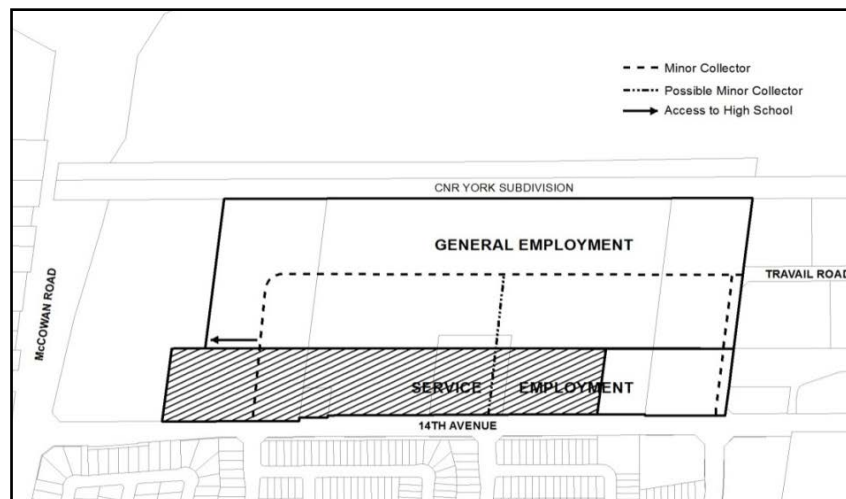 Minor Collector
Possible Minor Collector
Access to High School
CNR YORK SUBDIVISION
GENERAL EMPLOYMENT
McCOWAN ROAD
TRAVAIL ROAD
SERVICE EMPLOYMENT
14TH AVENUE